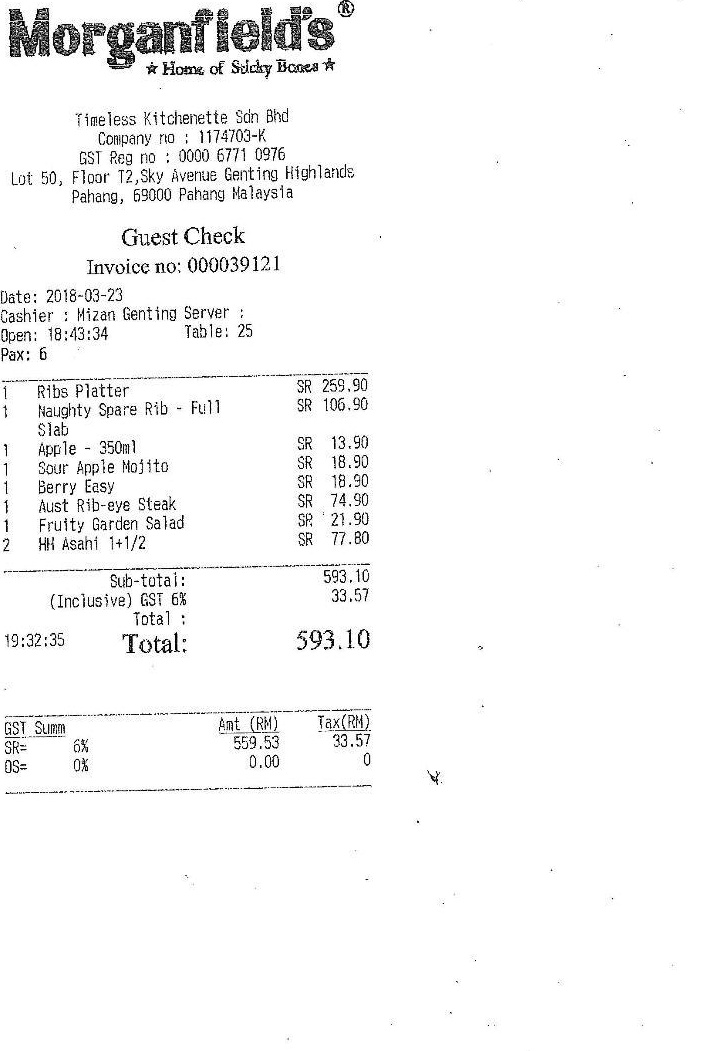 Morganfield's®
★ Home of Sticky Bones ★
Timeless Kitchenette Sdn Bhd
Company no : 1174703-K
GST Reg no : 0000 6771 0976
Lot 50, Floor T2,Sky Avenue Genting Highlands
Pahang, 69000 Pahang Malaysia
Guest Check
Invoice no: 000039121
Date: 2018-03-23
Cashier : Mizan Genting Server :
Open: 18:43:34 Table: 25
Pax: 6
1 Ribs Platter SR 259.90
1 Naughty Spare Rib - Full SR 106.90
Slab
1 Apple - 350ml SR 13.90
1 Sour Apple Mojito SR 18.90
1 Berry Easy SR 18.90
1 Aust Rib-eye Steak SR 74.90
1 Fruity Garden Salad SR 21.90
2 HH Asahi 1+1/2 SR 77.80
Sub-total: 593.10
(Inclusive) GST 6% 33.57
Total :
19:32:35 Total: 593.10
GST Summ Amt (RM) Tax(RM)
SR= 6% 559.53 33.57
OS= 0% 0.00 0